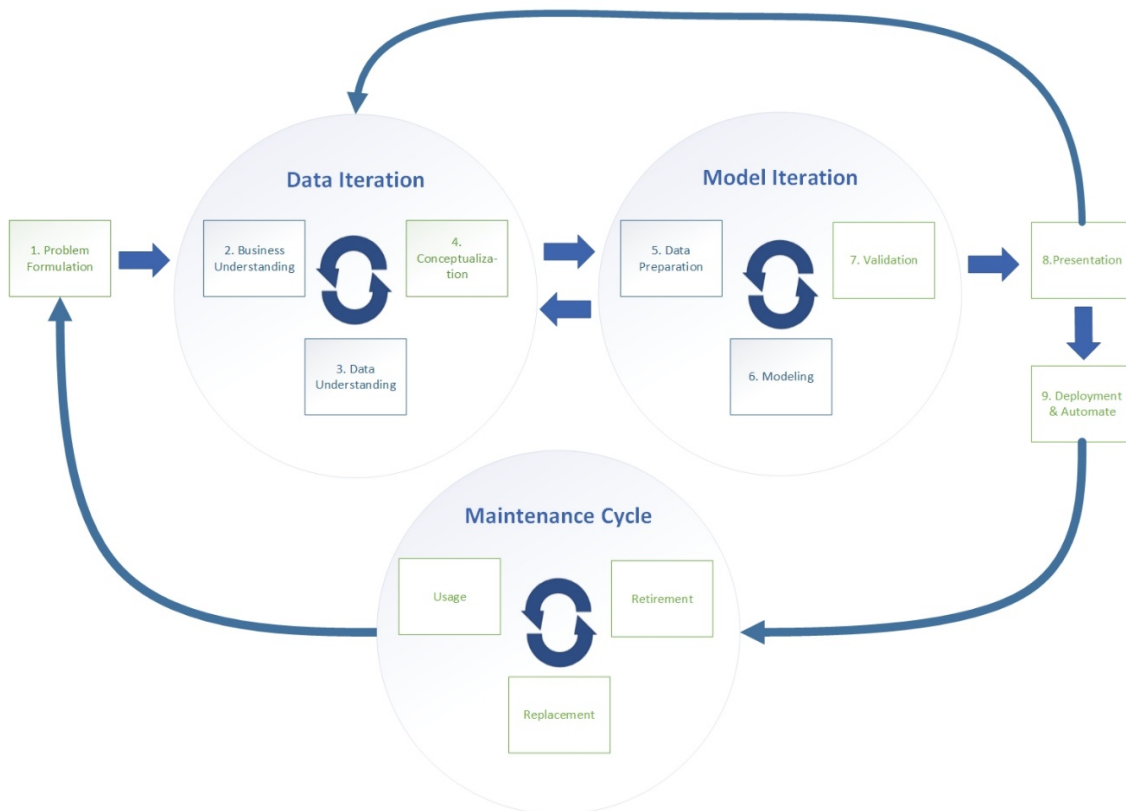 Data Iteration
Model Iteration
1. Problem
Formulation
2. Business
Understanding
4.
Conceptualiza-
tion
3. Data
Understanding
5. Data
Preparation
7. Validation
6. Modeling
8.Presentation
9. Deployment
& Automate
Maintenance Cycle
Usage
Retirement
Replacement